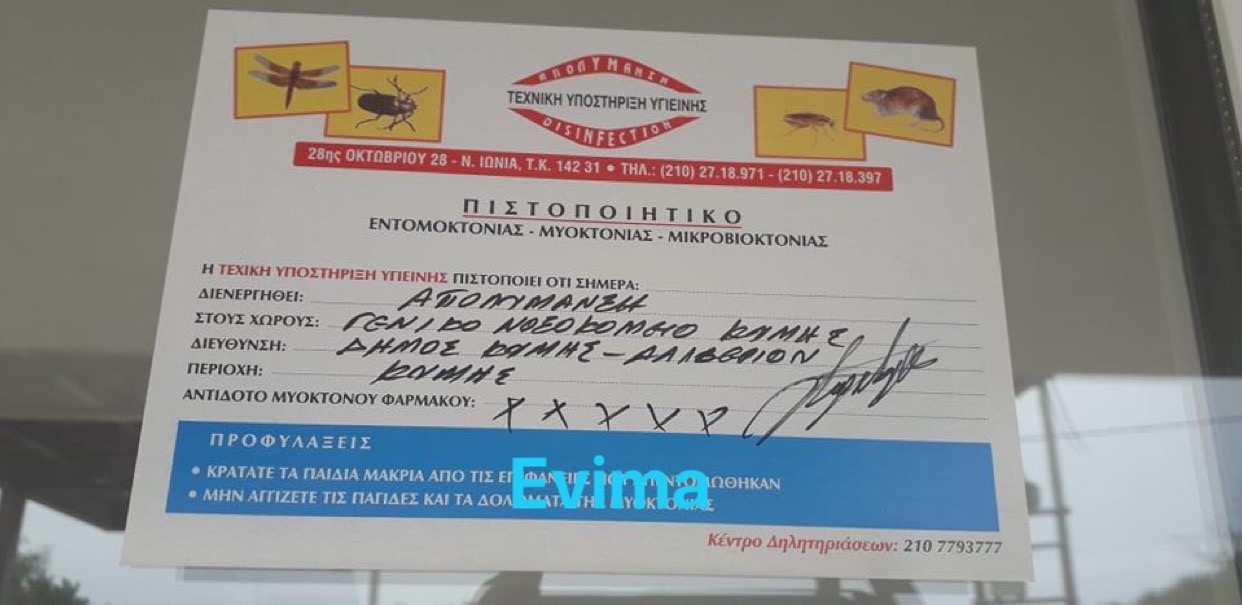 ΑΠΟΛΥΜΑΝΣΗ
ΤΕΧΝΙΚΗ ΥΠΟΣΤΗΡΙΞΗ ΥΓΙΕΙΝΗΣ
DISINFECTION
28ης ΟΚΤΩΒΡΙΟΥ 28 - Ν. ΙΩΝΙΑ, Τ.Κ. 142 31 • ΤΗΛ.: (210) 27.18.971 - (210) 27.18.397
ΠΙΣΤΟΠΟΙΗΤΙΚΟ
ΕΝΤΟΜΟΚΤΟΝΙΑΣ - ΜΥΟΚΤΟΝΙΑΣ - ΜΙΚΡΟΒΙΟΚΤΟΝΙΑΣ
Η ΤΕΧΙΚΗ ΥΠΟΣΤΗΡΙΞΗ ΥΓΙΕΙΝΗΣ ΠΙΣΤΟΠΟΙΕΙ ΟΤΙ ΣΗΜΕΡΑ:
ΔΙΕΝΕΡΓΗΘΕΙ: ΑΠΟΛΥΜΑΝΣΗ
ΣΤΟΥΣ ΧΩΡΟΥΣ: ΓΕΝΙΚΟ ΝΟΣΟΚΟΜΕΙΟ ΚΥΜΗΣ
ΔΙΕΥΘΥΝΣΗ: ΔΗΜΟΣ ΚΥΜΗΣ-ΑΛΙΒΕΡΙΟΥ
ΠΕΡΙΟΧΗ: ΚΥΜΗΣ
ΑΝΤΙΔΟΤΟ ΜΥΟΚΤΟΝΟΥ ΦΑΡΜΑΚΟΥ: Χ Χ Χ Χ Χ
ΠΡΟΦΥΛΑΞΕΙΣ
• ΚΡΑΤΑΤΕ ΤΑ ΠΑΙΔΙΑ ΜΑΚΡΙΑ ΑΠΟ ΤΙΣ
• ΜΗΝ ΑΓΓΙΖΕΤΕ ΤΙΣ ΠΑΓΙΔΕΣ ΚΑΙ ΤΑ ΜΥΟΚΤΟΝΙΑΣ
Evima
Κέντρο Δηλητηριάσεων: 210 7793777